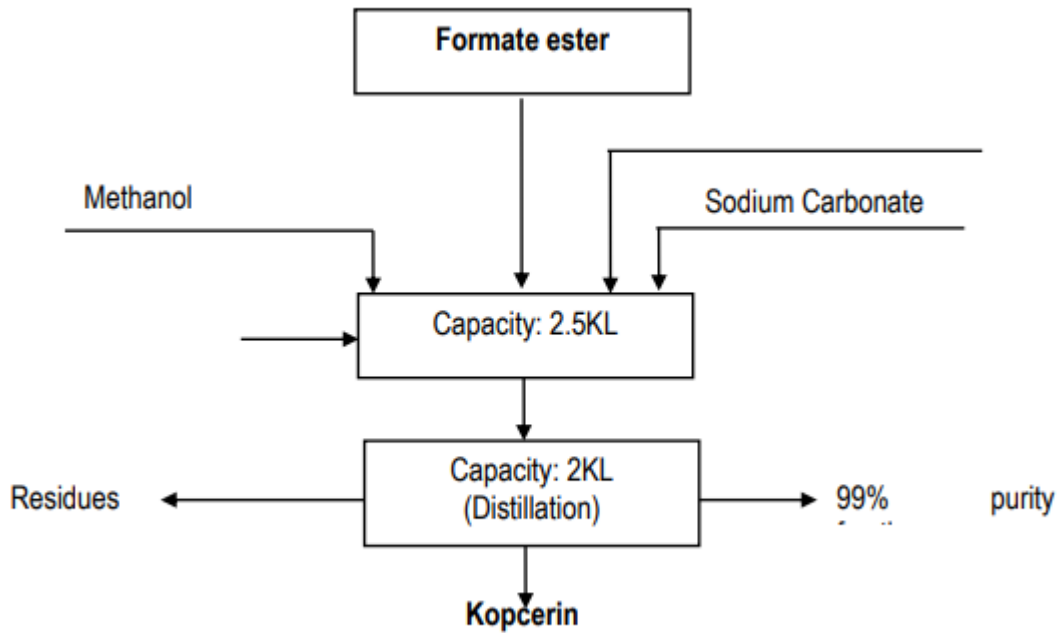 Formate ester
Methanol
Sodium Carbonate
Capacity: 2.5KL
Capacity: 2KL
(Distillation)
Residues
99% purity
Kopcerin